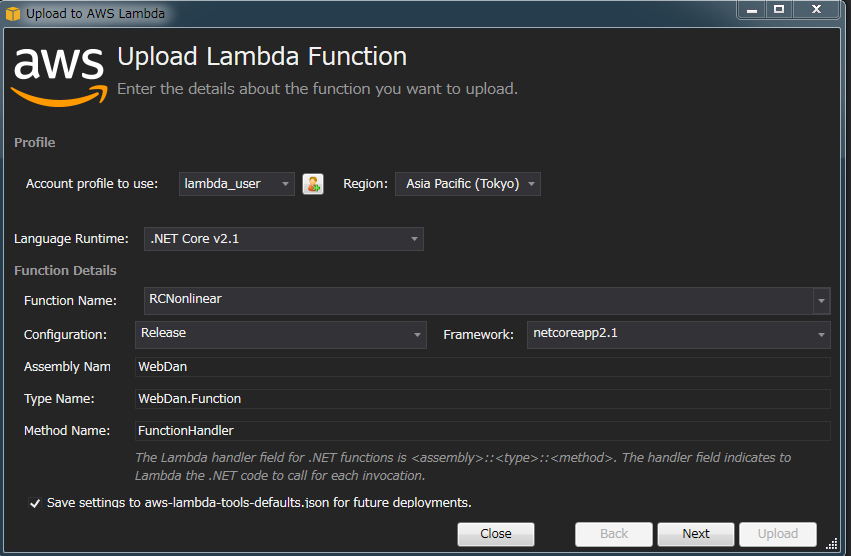 Upload to AWS Lambda
aws
Upload Lambda Function
Enter the details about the function you want to upload.
Profile
Account profile to use: lambda_user Region: Asia Pacific (Tokyo)
Language Runtime: .NET Core v2.1
Function Details
Function Name: RCNonlinear
Configuration: Release Framework: netcoreapp2.1
Assembly Nam WebDan
Type Name: WebDan.Function
Method Name: FunctionHandler
The Lambda handler field for .NET functions is <assembly>::<type>::<method>. The handler field indicates to
Lambda the .NET code to call for each invocation.
Save settings to aws-lambda-tools-defaults.json for future deployments.
Close Back Next Upload